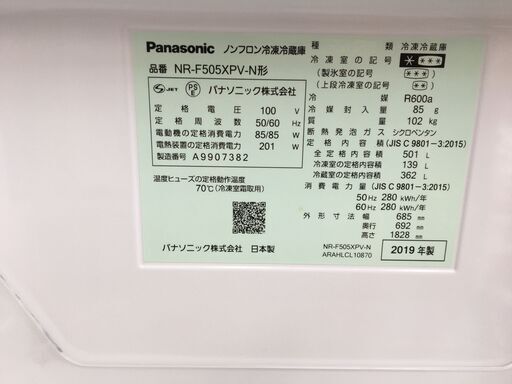 Panasonic ノンフロン冷凍冷蔵庫
品番 NR-F505XPV-N形
JET PS E パナソニック株式会社
定格電圧 100 V
定格周波数 50/60 Hz
電動機の定格消費電力 85/85 W
電熱装置の定格消費電力 201 W
製造番号 A9907382
温度ヒューズの定格動作温度
70℃(冷凍室霜取用)
パナソニック株式会社 日本製
種類 冷凍冷蔵庫
冷凍室の記号 ****
(製氷室の記号) (***)
(上段冷凍室の記号) (***)
冷媒 R600a
冷媒封入量 85 g
質量 102 kg
断熱発泡ガス シクロペンタン
定格内容積 (JIS C 9801-3:2015)
全定格内容積 501 L
冷凍室の定格内容積 139 L
冷蔵室の定格内容積 362 L
消費電力量 (JIS C 9801-3:2015)
50Hz 280 kWh/年
60Hz 280 kWh/年
外形寸法 幅 685 mm
奥行 692 mm
高さ 1828 mm
NR-F505XPV-N
ARAHLCL10870
2019年製